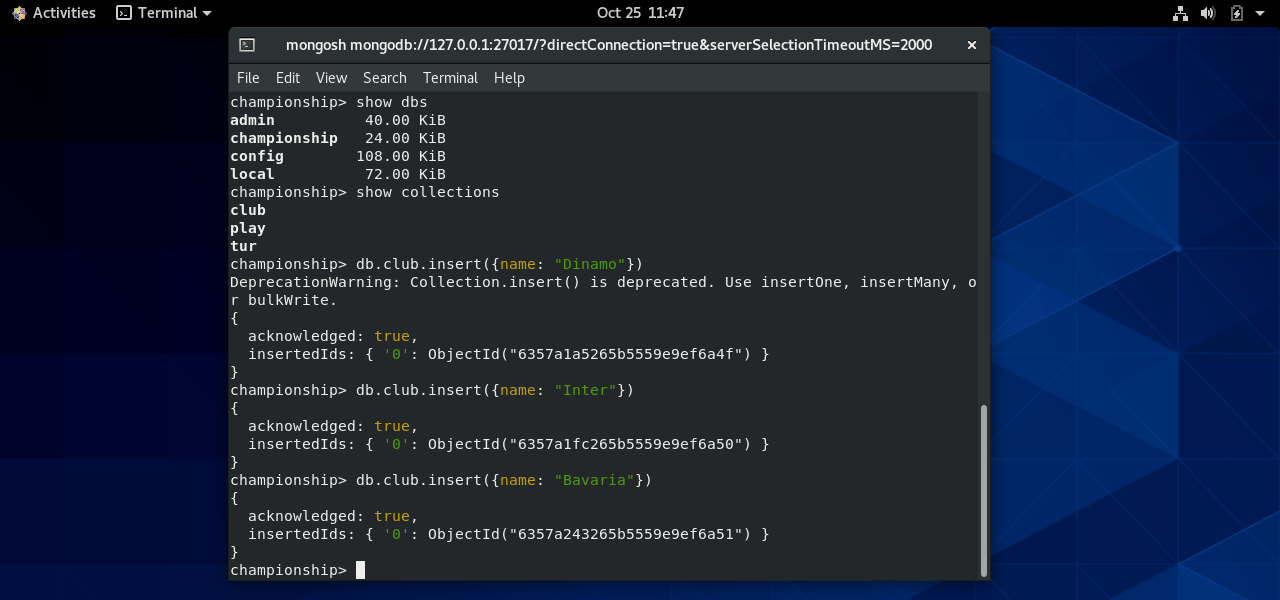 Activities Terminal Oct 25 11:47
mongosh mongodb://127.0.0.1:27017/?directConnection=true&serverSelectionTimeoutMS=2000
File Edit View Search Terminal Help
championship> show dbs
admin          40.00 KiB
championship   24.00 KiB
config        108.00 KiB
local          72.00 KiB
championship> show collections
club
play
tur
championship> db.club.insert({name: "Dinamo"})
DeprecationWarning: Collection.insert() is deprecated. Use insertOne, insertMany, o
r bulkWrite.
{
  acknowledged: true,
  insertedIds: { '0': ObjectId("6357a1a5265b5559e9ef6a4f") }
}
championship> db.club.insert({name: "Inter"})
{
  acknowledged: true,
  insertedIds: { '0': ObjectId("6357a1fc265b5559e9ef6a50") }
}
championship> db.club.insert({name: "Bavaria"})
{
  acknowledged: true,
  insertedIds: { '0': ObjectId("6357a243265b5559e9ef6a51") }
}
championship>